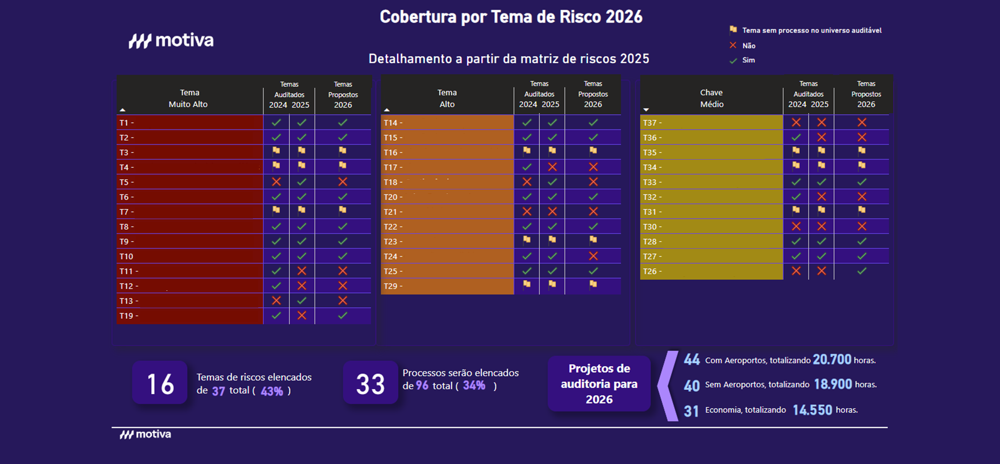 Cobertura por Tema de Risco 2026
motiva
Detalhamento a partir da matriz de riscos 2025
Tema sem processo no universo auditável
Não
Sim
Tema
Muito Alto
Temas
Auditados
2024 2025
Temas
Propostos
2026
T1 -
T2 -
T3 -
T4 -
T5 -
T6 -
T7 -
T8 -
T9 -
T10
T11 -
T12 -
T13 -
T19 -
Tema
Alto
Temas
Auditados
2024 2025
Temas
Propostos
2026
T14 -
T15 -
T16 -
T17 -
T18 -
T20 -
T21 -
T22 -
T23 -
T24 -
T25 -
T29 -
Chave
Médio
Temas
Auditados
2024 2025
Temas
Propostos
2026
T37 -
T36 -
T35 -
T34 -
T33 -
T32 -
T31 -
T30 -
T28 -
T27 -
T26 -
16
Temas de riscos elencados
de 37 total ( 43% )
33
Processos serão elencados
de 96 total ( 34% )
Projetos de
auditoria para
2026
44 Com Aeroportos, totalizando 20.700 horas.
40 Sem Aeroportos, totalizando 18.900 horas.
31 Economia, totalizando 14.550 horas.
motiva